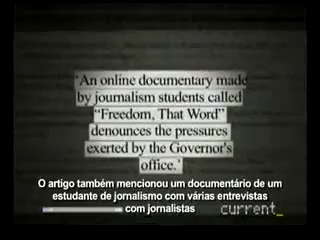 ‘An online documentary made
by journalism students called
“Freedom, That Word”
denounces the pressures
exerted by the Governor's
office.’
O artigo também mencionou um documentário de um
estudante de jornalismo com várias entrevistas
com jornalistas
current_